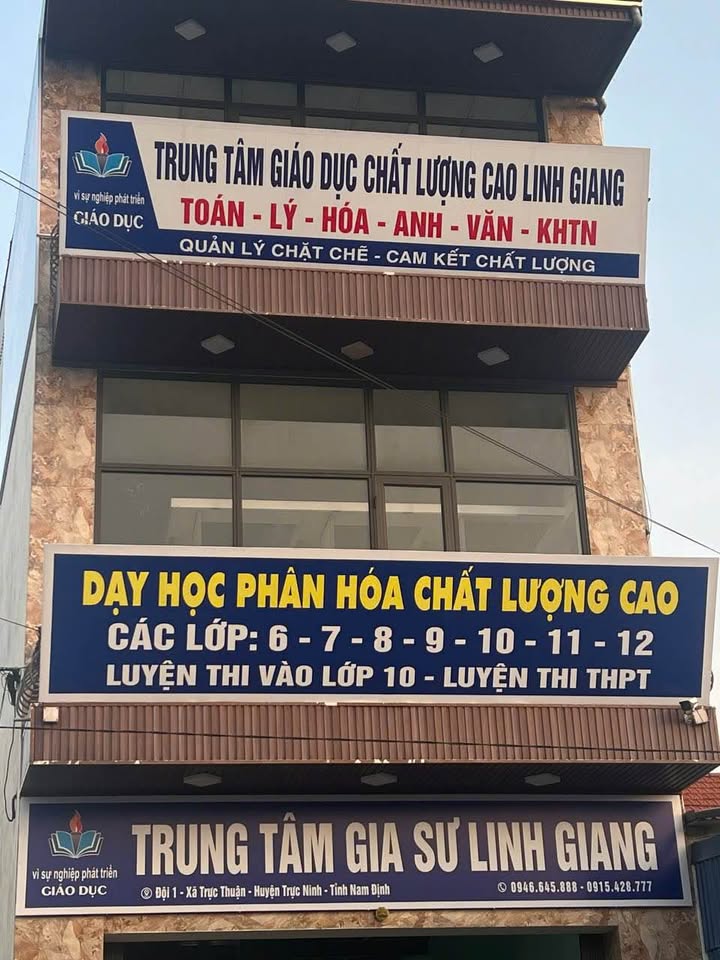 TRUNG TÂM GIÁO DỤC CHẤT LƯỢNG CAO LINH GIANG
vì sự nghiệp phát triển
GIÁO DỤC
TOÁN - LÝ - HÓA - ANH - VĂN - KHTN
QUẢN LÝ CHẶT CHẼ - CAM KẾT CHẤT LƯỢNG
DẠY HỌC PHÂN HÓA CHẤT LƯỢNG CAO
CÁC LỚP: 6 - 7 - 8 - 9 - 10 - 11 - 12
LUYỆN THI VÀO LỚP 10 - LUYỆN THI THPT
TRUNG TÂM GIA SƯ LINH GIANG
vì sự nghiệp phát triển
GIÁO DỤC
Đội 1 - Xã Trực Thuận - Huyện Trực Ninh - Tỉnh Nam Định
0946.645.888 - 0915.428.777